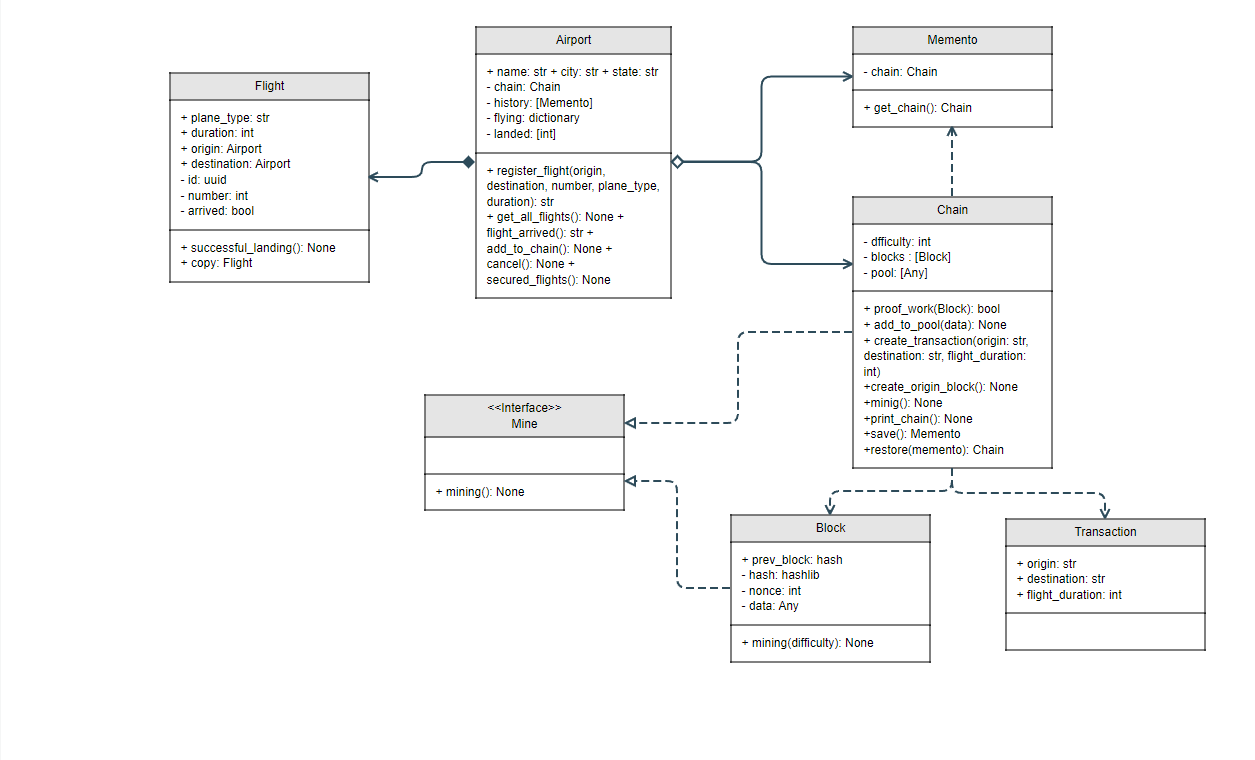 Airport
+ name: str + city: str + state: str
- chain: Chain
- history: [Memento]
- flying: dictionary
- landed: [int]
+ register_flight(origin,
destination, number, plane_type,
duration): str
+ get_all_flights(): None +
flight_arrived(): str +
add_to_chain(): None +
cancel(): None +
secured_flights(): None
Memento
- chain: Chain
+ get_chain(): Chain
Flight
+ plane_type: str
+ duration: int
+ origin: Airport
+ destination: Airport
- id: uuid
- number: int
- arrived: bool
+ successful_landing(): None
+ copy: Flight
Chain
- dfficulty: int
- blocks : [Block]
- pool: [Any]
+ proof_work(Block): bool
+ add_to_pool(data): None
+ create_transaction(origin: str,
destination: str, flight_duration:
int)
+create_origin_block(): None
+minig(): None
+print_chain(): None
+save(): Memento
+restore(memento): Chain
<<Interface>>
Mine
+ mining(): None
Block
+ prev_block: hash
- hash: hashlib
- nonce: int
- data: Any
+ mining(difficulty): None
Transaction
+ origin: str
+ destination: str
+ flight_duration: int